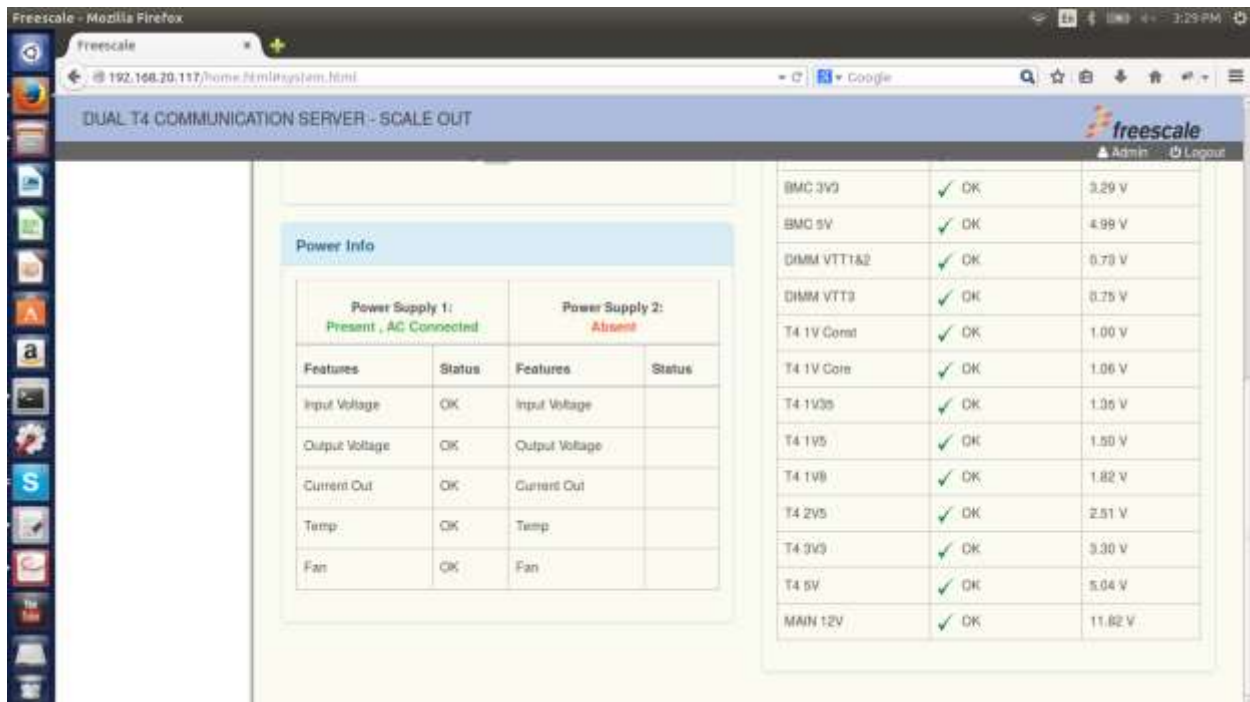 Freescale - Mozilla Firefox
3:29 PM
Freescale
192.168.20.117/home.html#system.html
Google
DUAL T4 COMMUNICATION SERVER - SCALE OUT
freescale
Admin Logout
Power Info
Power Supply 1: Power Supply 2:
Present , AC Connected Absent
Features Status Features Status
Input Voltage OK Input Voltage
Output Voltage OK Output Voltage
Current Out OK Current Out
Temp OK Temp
Fan OK Fan
BMC 3V3 OK 3.29 V
BMC 5V OK 4.99 V
DIMM VTT1&2 OK 0.73 V
DIMM VTT3 OK 0.75 V
T4 1V Const OK 1.00 V
T4 1V Core OK 1.06 V
T4 1V35 OK
T4 1V5 OK 1.50 V
T4 1V8 OK 1.82 V
T4 2V5 OK 2.51 V
T4 3V3 OK 3.30 V
T4 5V OK 5.04 V
MAIN 12V OK 11.82 V